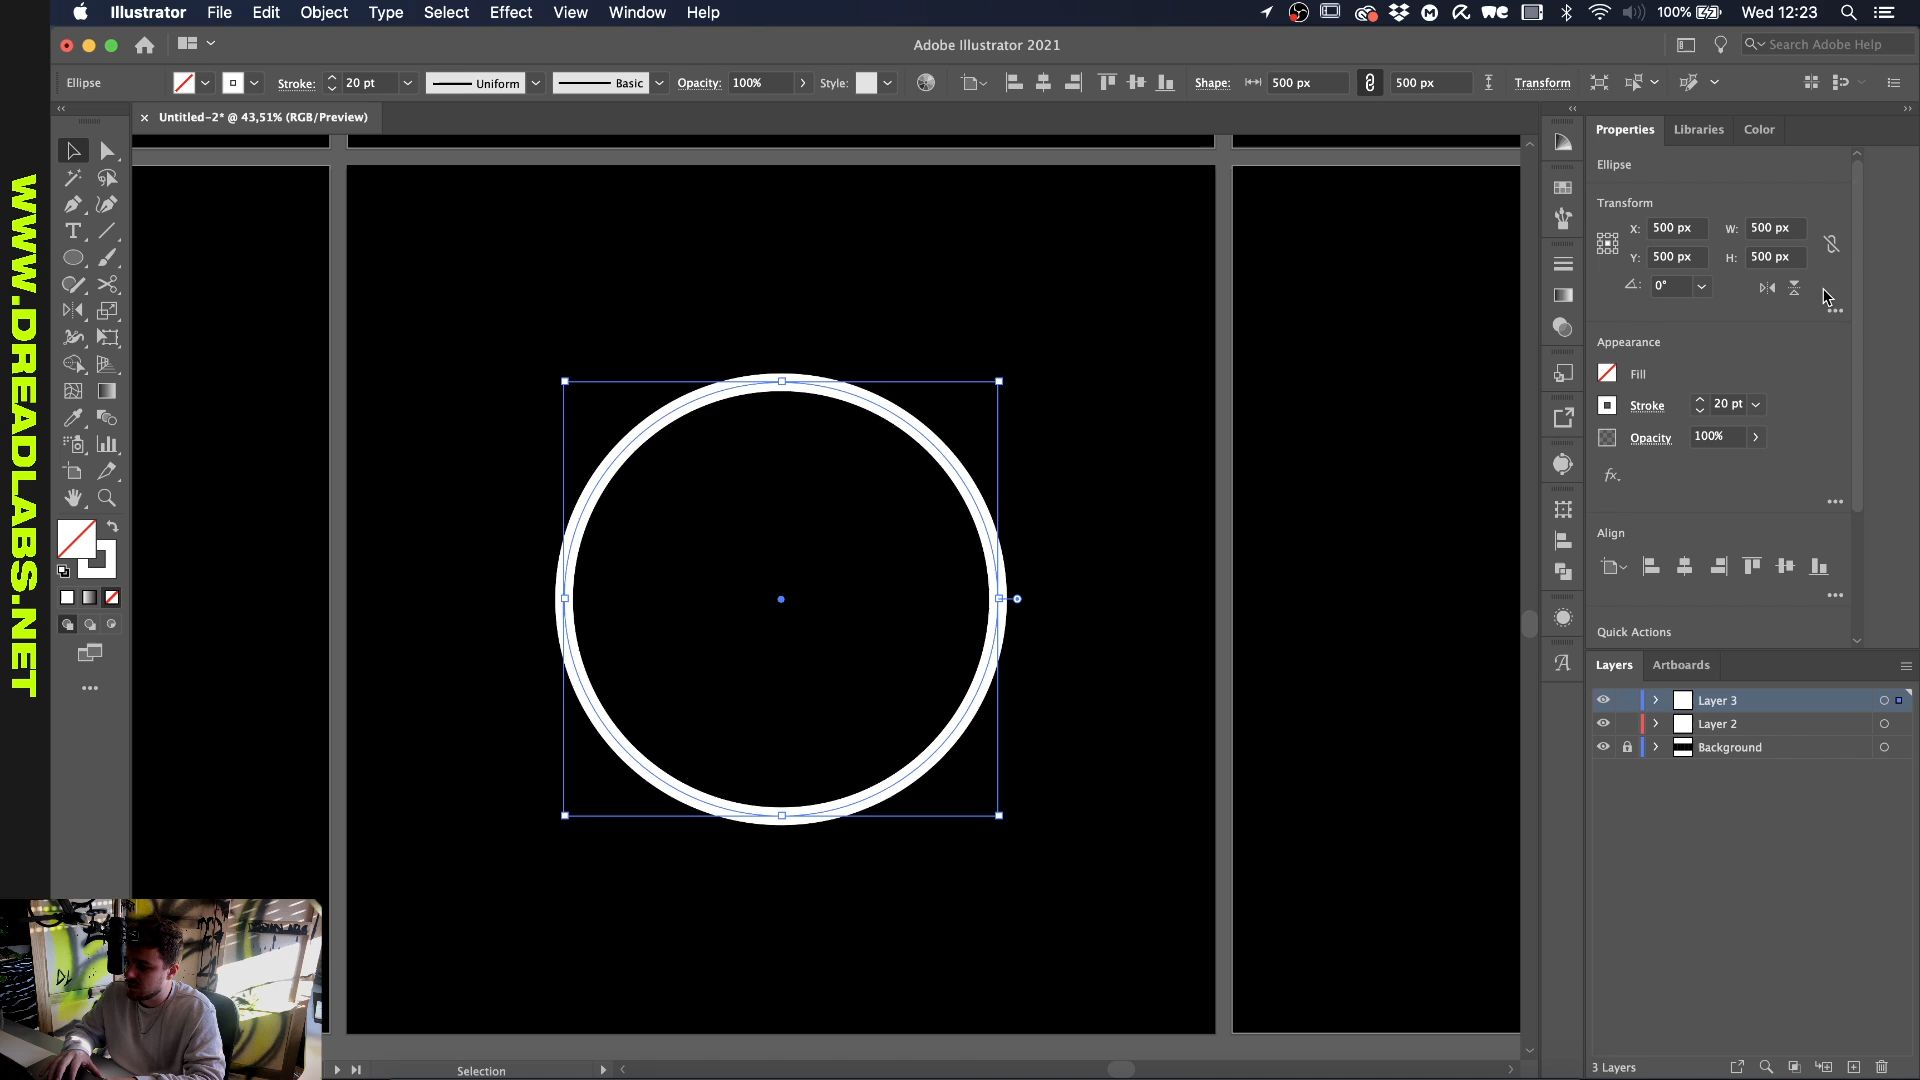 Illustrator File Edit Object Type Select Effect View Window Help
100% Wed 12:23
Adobe Illustrator 2021
Search Adobe Help
Ellipse
Stroke: 20 pt Uniform Basic Opacity: 100% Style: Shape: 500 px 500 px Transform
Untitled-2* @ 43,51% (RGB/Preview)
WWW.DREADLABS.NET
Properties Libraries Color
Ellipse
Transform
X: 500 px W: 500 px
Y: 500 px H: 500 px
0°
Appearance
Fill
Stroke 20 pt
Opacity 100%
fx.
Align
Quick Actions
Layers Artboards
Layer 3
Layer 2
Background
3 Layers
Selection